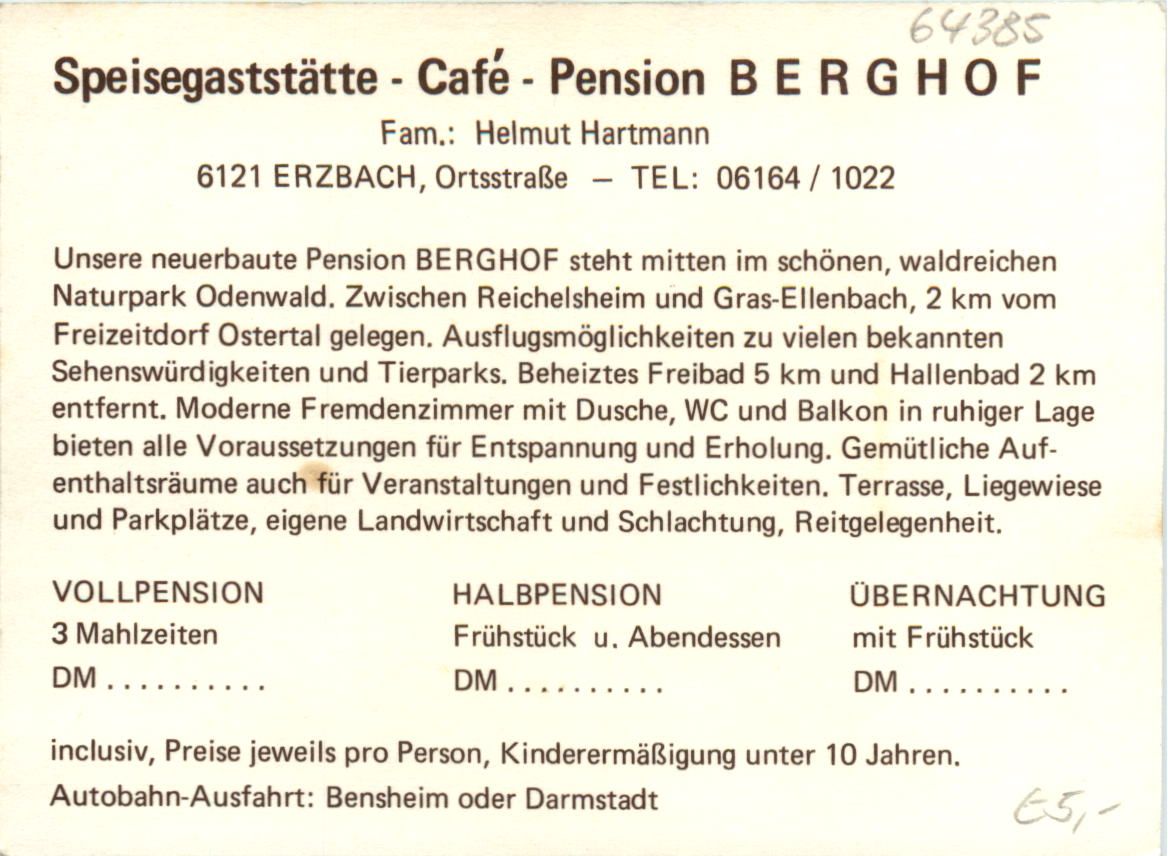 64385
Speisegaststätte - Café - Pension BERGHOF
Fam.: Helmut Hartmann
6121 ERZBACH, Ortsstraße — TEL: 06164 / 1022
Unsere neuerbaute Pension BERGHOF steht mitten im schönen, waldreichen
Naturpark Odenwald. Zwischen Reichelsheim und Gras-Ellenbach, 2 km vom
Freizeitdorf Ostertal gelegen. Ausflugsmöglichkeiten zu vielen bekannten
Sehenswürdigkeiten und Tierparks. Beheiztes Freibad 5 km und Hallenbad 2 km
entfernt. Moderne Fremdenzimmer mit Dusche, WC und Balkon in ruhiger Lage
bieten alle Voraussetzungen für Entspannung und Erholung. Gemütliche Auf-
enthaltsräume auch für Veranstaltungen und Festlichkeiten. Terrasse, Liegewiese
und Parkplätze, eigene Landwirtschaft und Schlachtung, Reitgelegenheit.
VOLLPENSION HALBPENSION ÜBERNACHTUNG
3 Mahlzeiten Frühstück u. Abendessen mit Frühstück
DM . . . . . . . . . . DM . . . . . . . . . . DM . . . . . . . . . .
inclusiv, Preise jeweils pro Person, Kinderermäßigung unter 10 Jahren.
Autobahn-Ausfahrt: Bensheim oder Darmstadt
€5,-